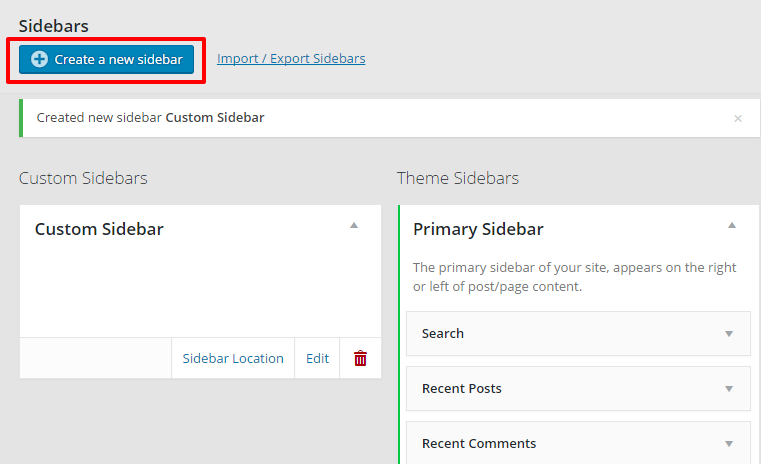 Sidebars
Create a new sidebar
Import / Export Sidebars
Created new sidebar Custom Sidebar
Custom Sidebars
Custom Sidebar
Sidebar Location
Edit
Theme Sidebars
Primary Sidebar
The primary sidebar of your site, appears on the right
or left of post/page content.
Search
Recent Posts
Recent Comments